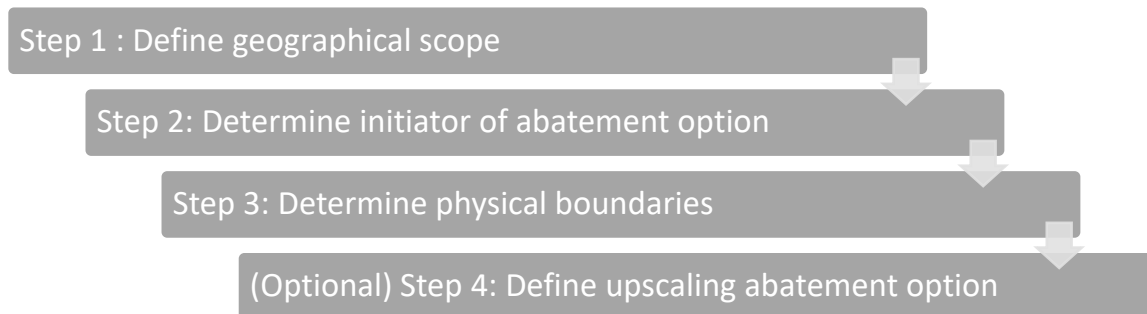 Step 1 : Define geographical scope
Step 2: Determine initiator of abatement option
Step 3: Determine physical boundaries
(Optional) Step 4: Define upscaling abatement option